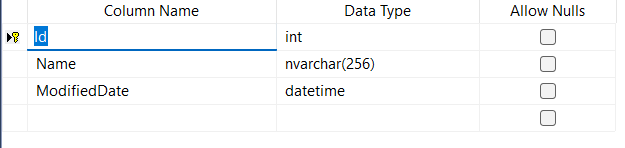 Column Name Data Type Allow Nulls
Id int
Name nvarchar(256)
ModifiedDate datetime